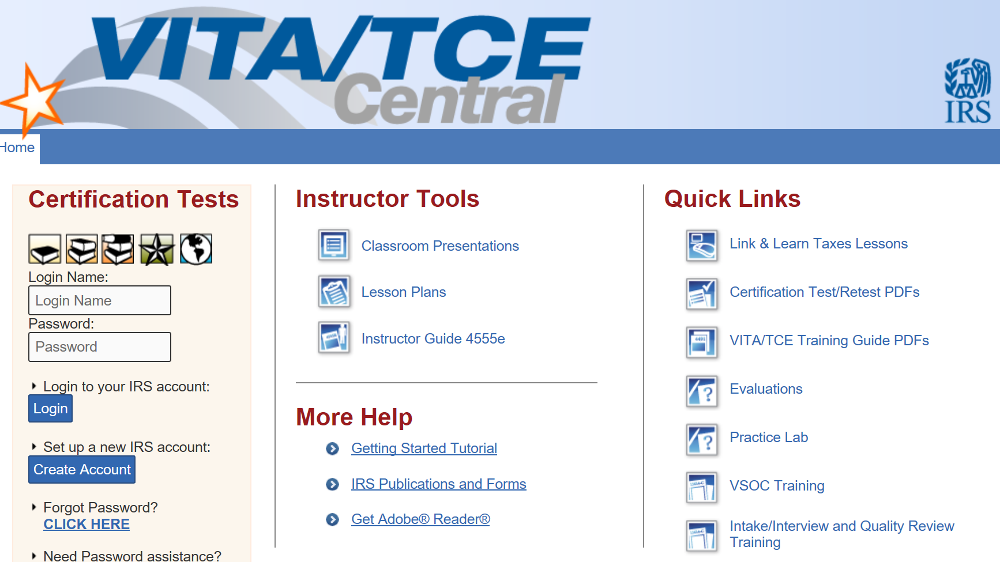 VITA/TCE
Central
IRS
Home
Certification Tests
Login Name:
Login Name
Password:
Password
Login to your IRS account:
Login
Set up a new IRS account:
Create Account
Forgot Password?
CLICK HERE
Need Password assistance?
Instructor Tools
Classroom Presentations
Lesson Plans
Instructor Guide 4555e
More Help
Getting Started Tutorial
IRS Publications and Forms
Get Adobe® Reader®
Quick Links
Link & Learn Taxes Lessons
Certification Test/Retest PDFs
VITA/TCE Training Guide PDFs
Evaluations
Practice Lab
VSOC Training
Intake/Interview and Quality Review
Training